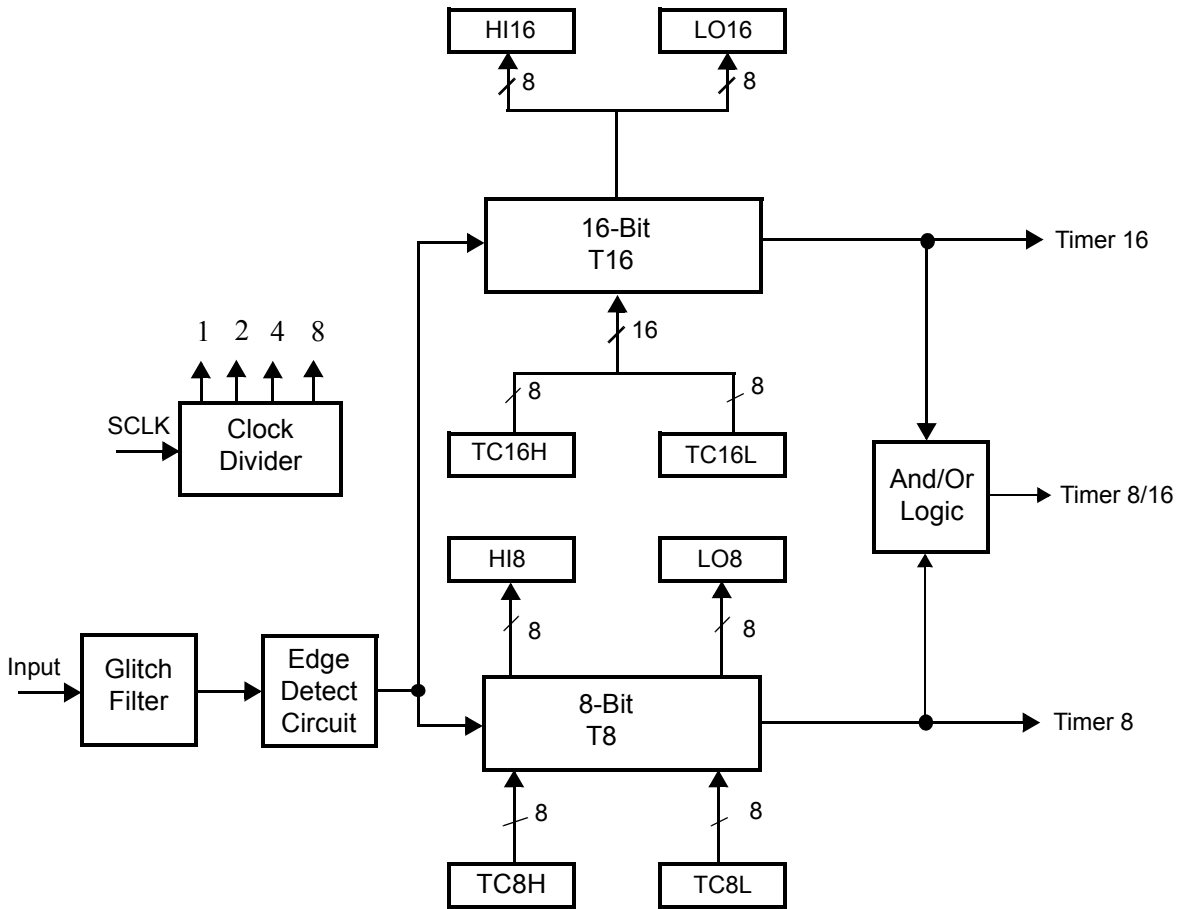 HI16
LO16
8
8
16-Bit
T16
Timer 16
16
1 2 4 8
8
8
SCLK
Clock
Divider
TC16H
TC16L
And/Or
Logic
Timer 8/16
HI8
LO8
8
8
Input
Glitch
Filter
Edge
Detect
Circuit
8-Bit
T8
Timer 8
8
8
TC8H
TC8L